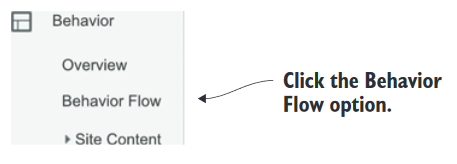 Behavior
Overview
Behavior Flow
Site Content
Click the Behavior
Flow option.